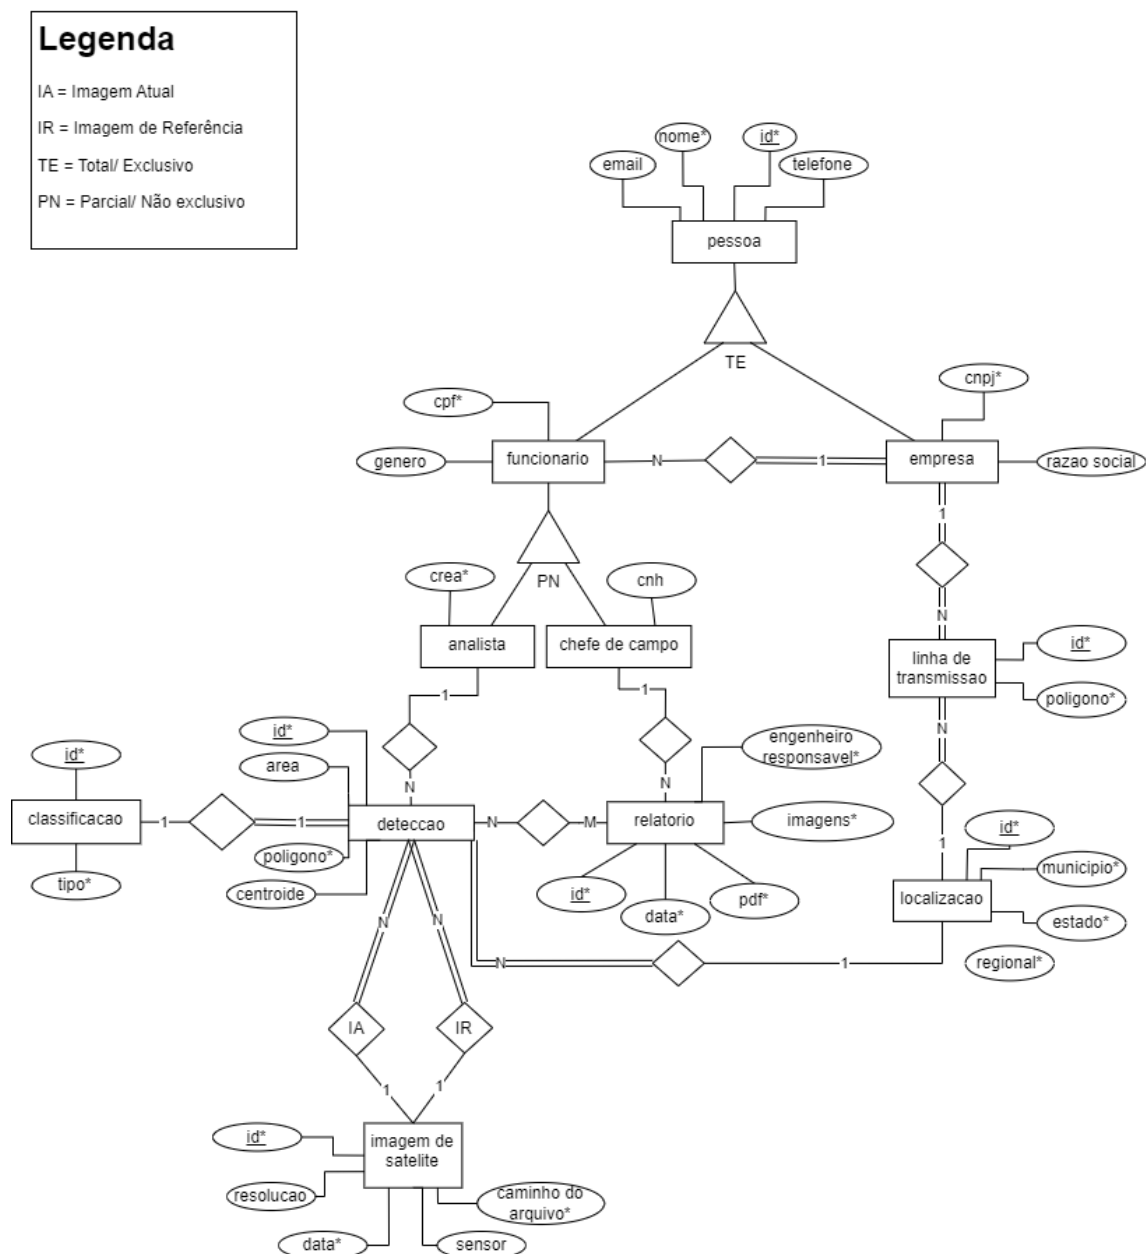 Legenda
IA = Imagem Atual
IR = Imagem de Referência
TE = Total/ Exclusivo
PN = Parcial/ Não exclusivo
nome*
id*
email
telefone
pessoa
TE
cnpj*
cpf*
genero
funcionario
N
1
empresa
razao social
1
crea*
PN
cnh
N
analista
chefe de campo
linha de
transmissao
id*
poligono*
1
1
N
id*
area
engenheiro
responsavel*
id*
N
N
classificacao
1
1
deteccao
N
M
relatorio
imagens*
1
id*
municipio*
tipo*
poligono*
centroide
id*
data*
pdf*
localizacao
estado*
regional*
N
N
N
1
IA
IR
1
1
id*
imagem de
satelite
resolucao
caminho do
arquivo*
data*
sensor